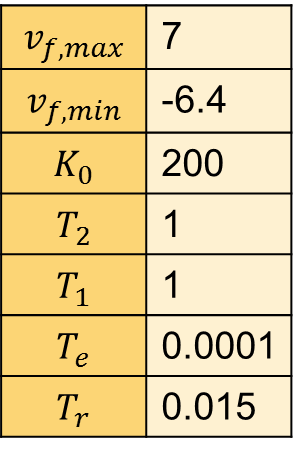 v_{f,max} 7
v_{f,min} -6.4
K_0 200
T_2 1
T_1 1
T_e 0.0001
T_r 0.015